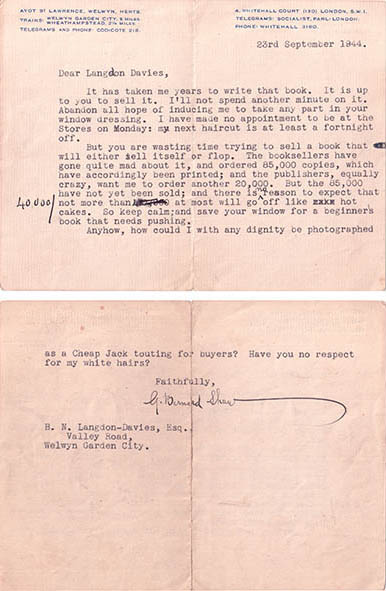 AYOT ST LAWRENCE, WELWYN, HERTS.
TRAINS: WELWYN GARDEN CITY, 5 MILES.
WHEATHAMPSTEAD, 2¼ MILES.
TELEGRAMS AND PHONE: CODICOTE 218.
4, WHITEHALL COURT (130) LONDON, S.W.1.
TELEGRAMS: SOCIALIST, PARL-LONDON.
PHONE: WHITEHALL 3160.
23rd September 1944.
Dear Langdon Davies,
It has taken me years to write that book. It is up
to you to sell it. I'll not spend another minute on it.
Abandon all hope of inducing me to take any part in your
window dressing. I have made no appointment to be at the
Stores on Monday: my next haircut is at least a fortnight
off.
But you are wasting time trying to sell a book that
will either sell itself or flop. The booksellers have
gone quite mad about it, and ordered 85,000 copies, which
have accordingly been printed; and the publishers, equally
crazy, want me to order another 20,000. But the 85,000
have not yet been sold; and there is reason to expect that
40.000/ not more than at most will go off like xxxx hot
cakes. So keep calm;and save your window for a beginner's
book that needs pushing.
Anyhow, how could I with any dignity be photographed
as a Cheap Jack touting for buyers? Have you no respect
for my white hairs?
Faithfully,
G. Bernard Shaw
B. N. Langdon-Davies, Esq.
Valley Road,
Welwyn Garden City.